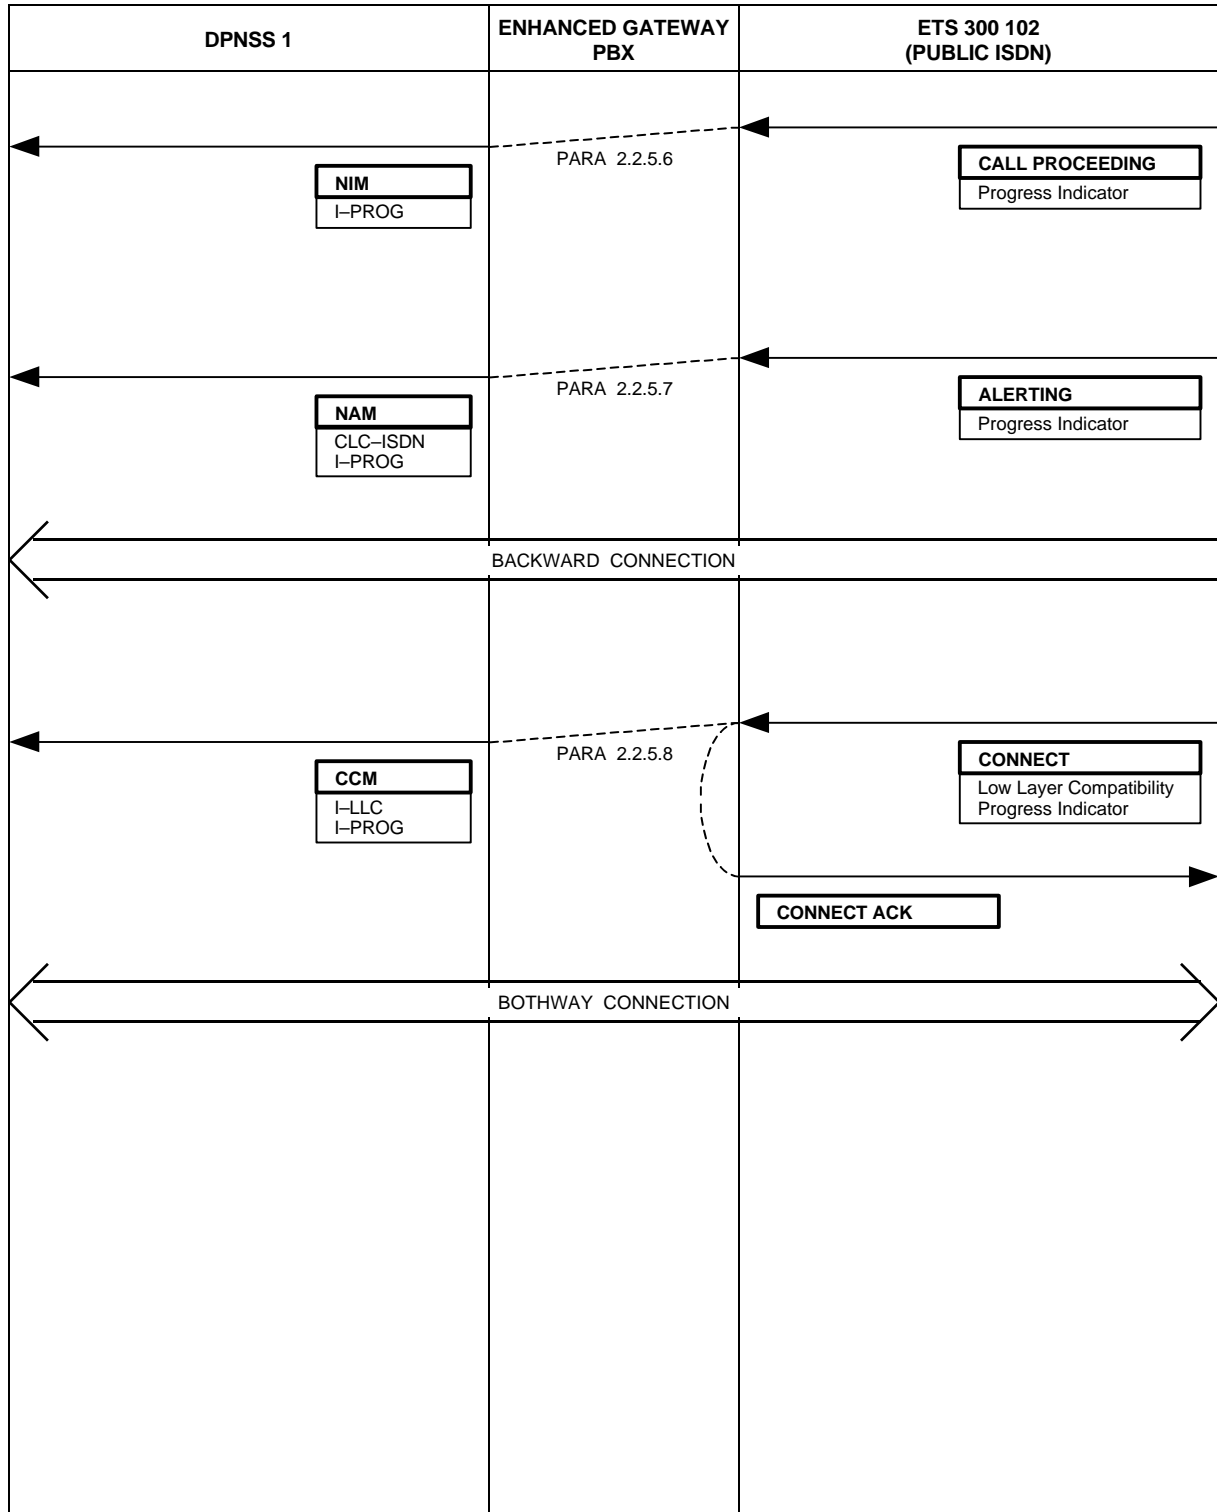 DPNSS 1
ENHANCED GATEWAY
PBX
ETS 300 102
(PUBLIC ISDN)
PARA 2.2.5.6
NIM
I–PROG
CALL PROCEEDING
Progress Indicator
PARA 2.2.5.7
NAM
CLC–ISDN
I–PROG
ALERTING
Progress Indicator
BACKWARD CONNECTION
PARA 2.2.5.8
CCM
I–LLC
I–PROG
CONNECT
Low Layer Compatibility
Progress Indicator
CONNECT ACK
BOTHWAY CONNECTION